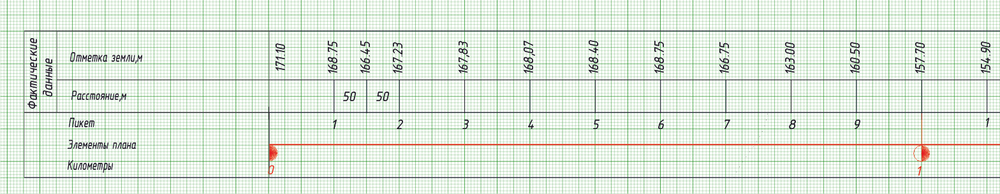 Фактические данные
Отметка земли,м 171.10 168.75 166.45 167.23 167,83 168,07 168.40 168.75 166.75 163.00 160.50 157.70 154.90
Расстояние,м 50 50
Пикет 1 2 3 4 5 6 7 8 9 1
Элементы плана
Километры 0 1